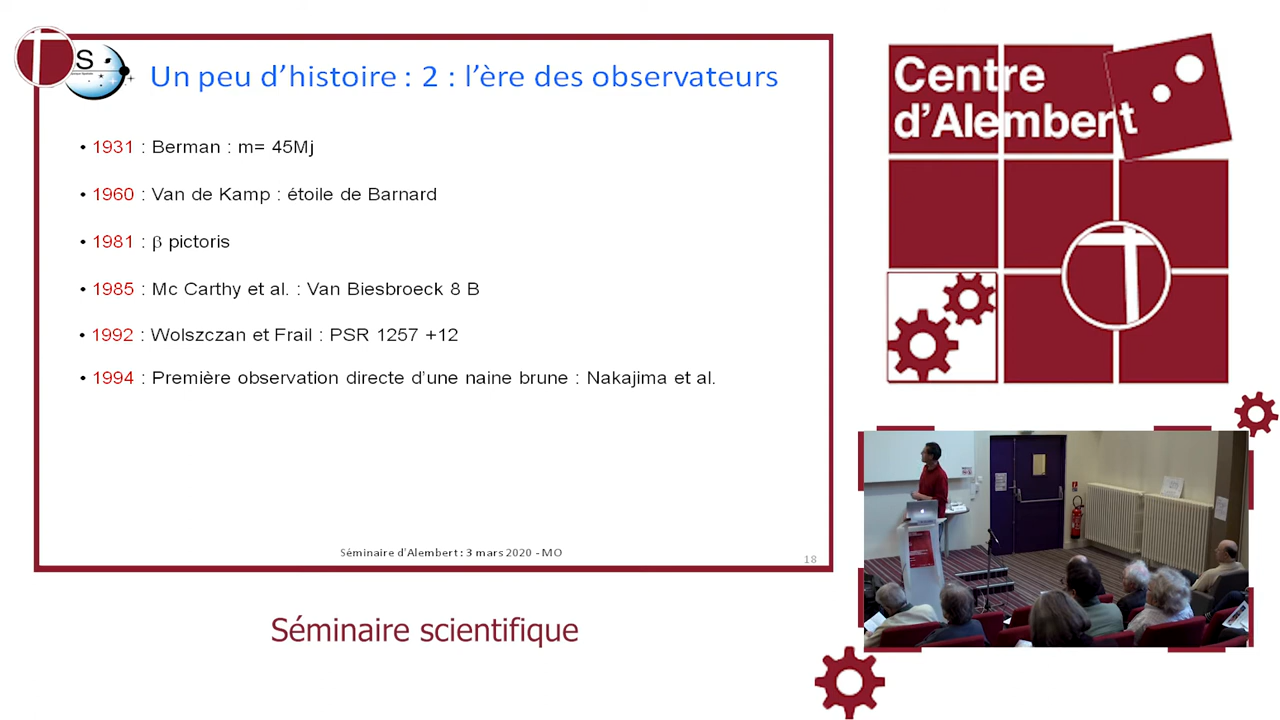 S
Un peu d’histoire : 2 : l’ère des observateurs
• 1931 : Berman : m= 45Mj
• 1960 : Van de Kamp : étoile de Barnard
• 1981 : β pictoris
• 1985 : Mc Carthy et al. : Van Biesbroeck 8 B
• 1992 : Wolszczan et Frail : PSR 1257 +12
• 1994 : Première observation directe d’une naine brune : Nakajima et al.
Séminaire d’Alembert : 3 mars 2020 - MO
18
Séminaire scientifique
Centre
d’Alembert